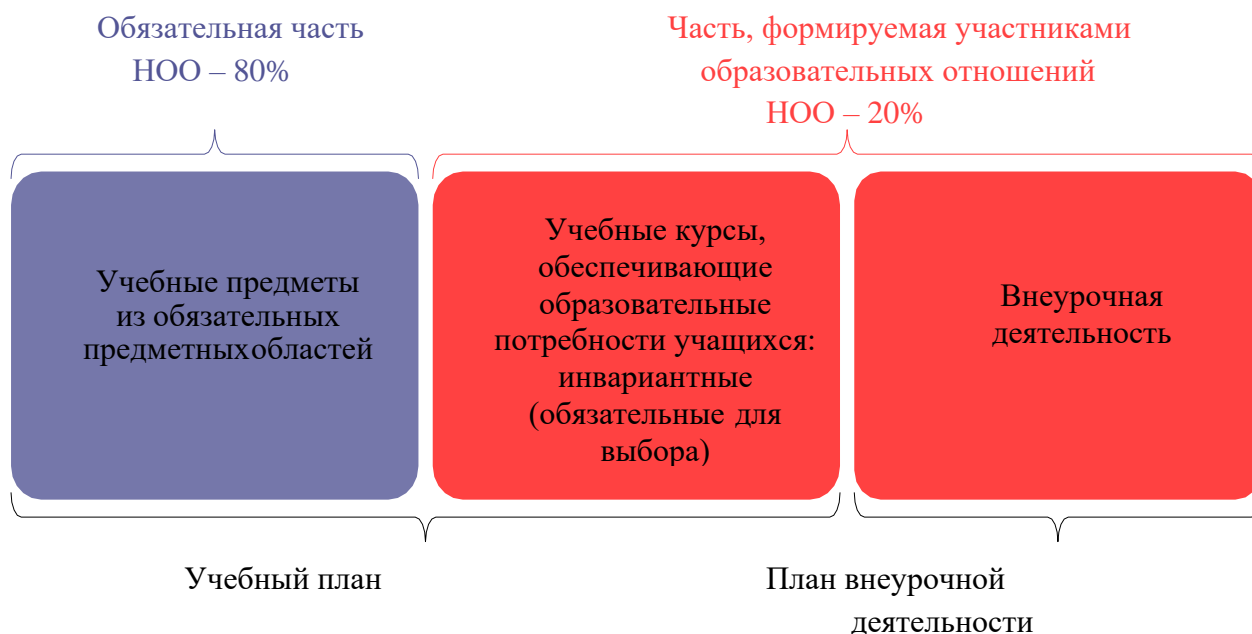 Обязательная часть
НОО – 80%
Часть, формируемая участниками
образовательных отношений
НОО – 20%
Учебные предметы
из обязательных
предметныхобластей
Учебные курсы,
обеспечивающие
образовательные
потребности учащихся:
инвариантные
(обязательные для
выбора)
Внеурочная
деятельность
Учебный план
План внеурочной
деятельности